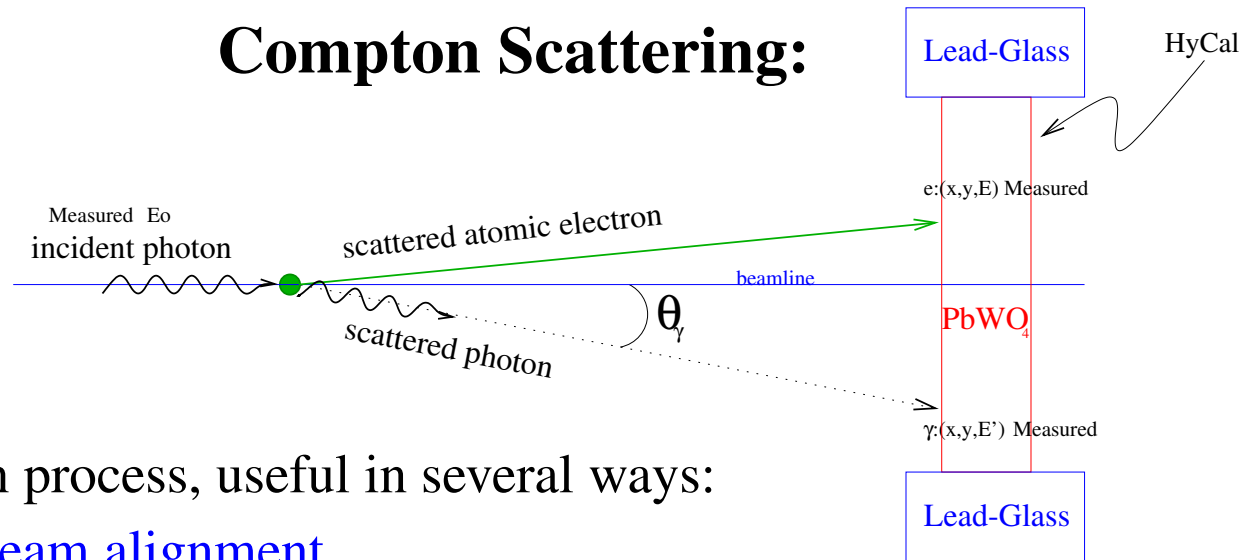 Compton Scattering:
Lead-Glass
HyCal
e:(x,y,E) Measured
Measured Eo
incident photon
scattered atomic electron
beamline
θγ
PbWO4
scattered photon
γ:(x,y,E') Measured
process, useful in several ways:
Lead-Glass
alignment